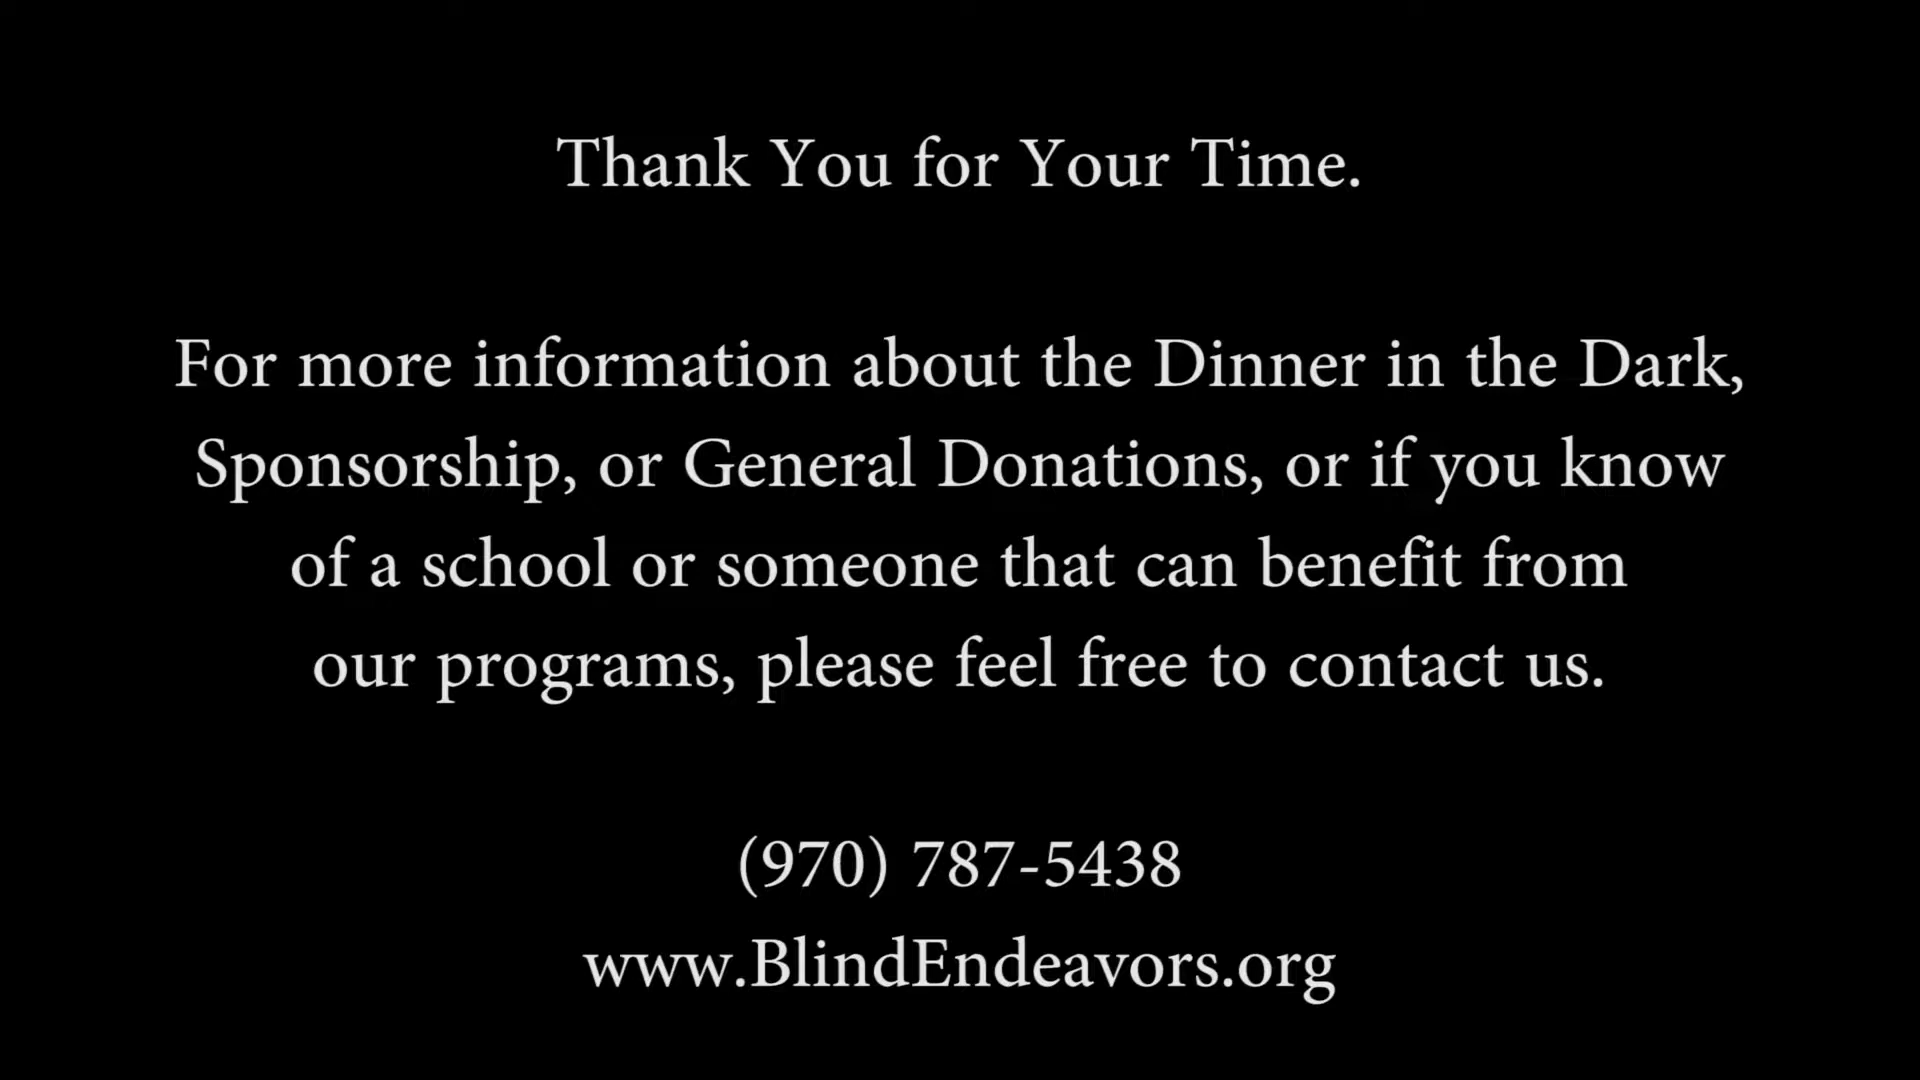 Thank You for Your Time.
For more information about the Dinner in the Dark,
Sponsorship, or General Donations, or if you know
of a school or someone that can benefit from
our programs, please feel free to contact us.
(970) 787-5438
www.BlindEndeavors.org